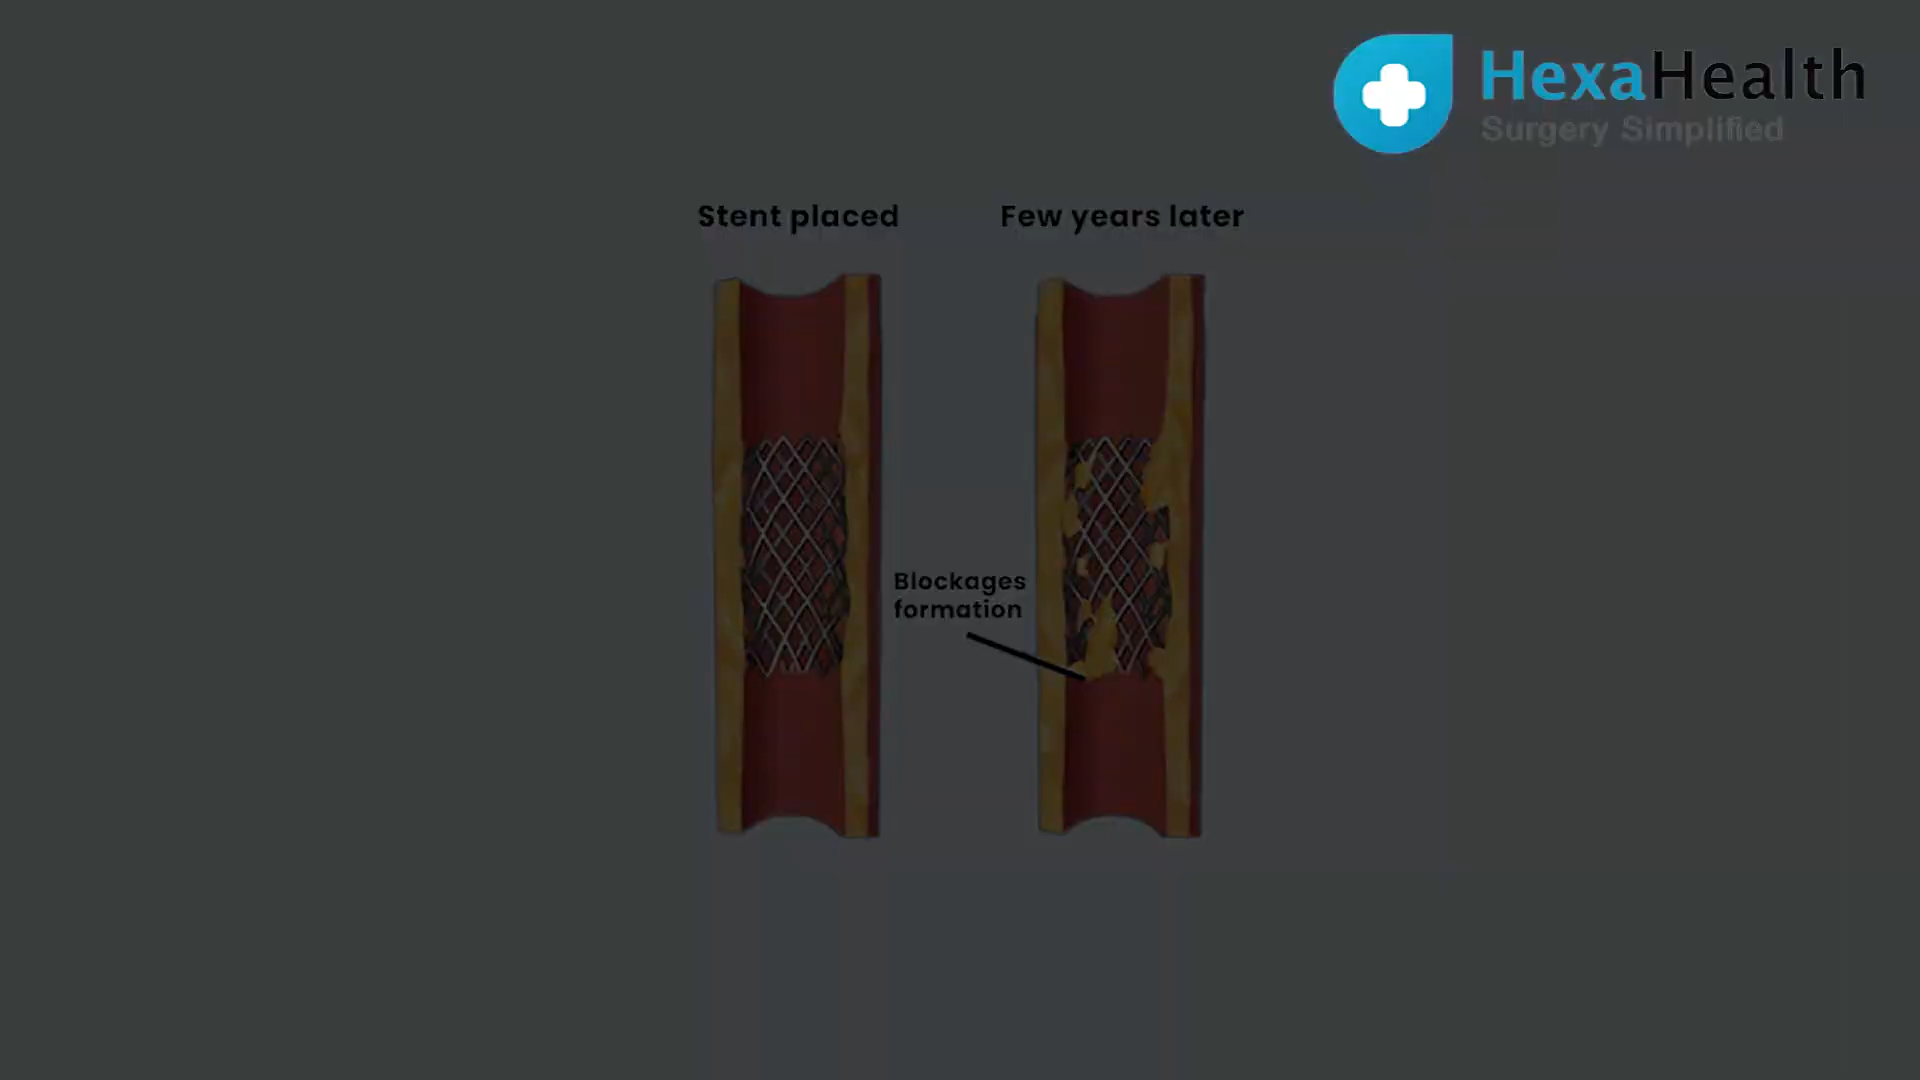 HexaHealth
Surgery Simplified
Stent placed
Few years later
Blockages
formation